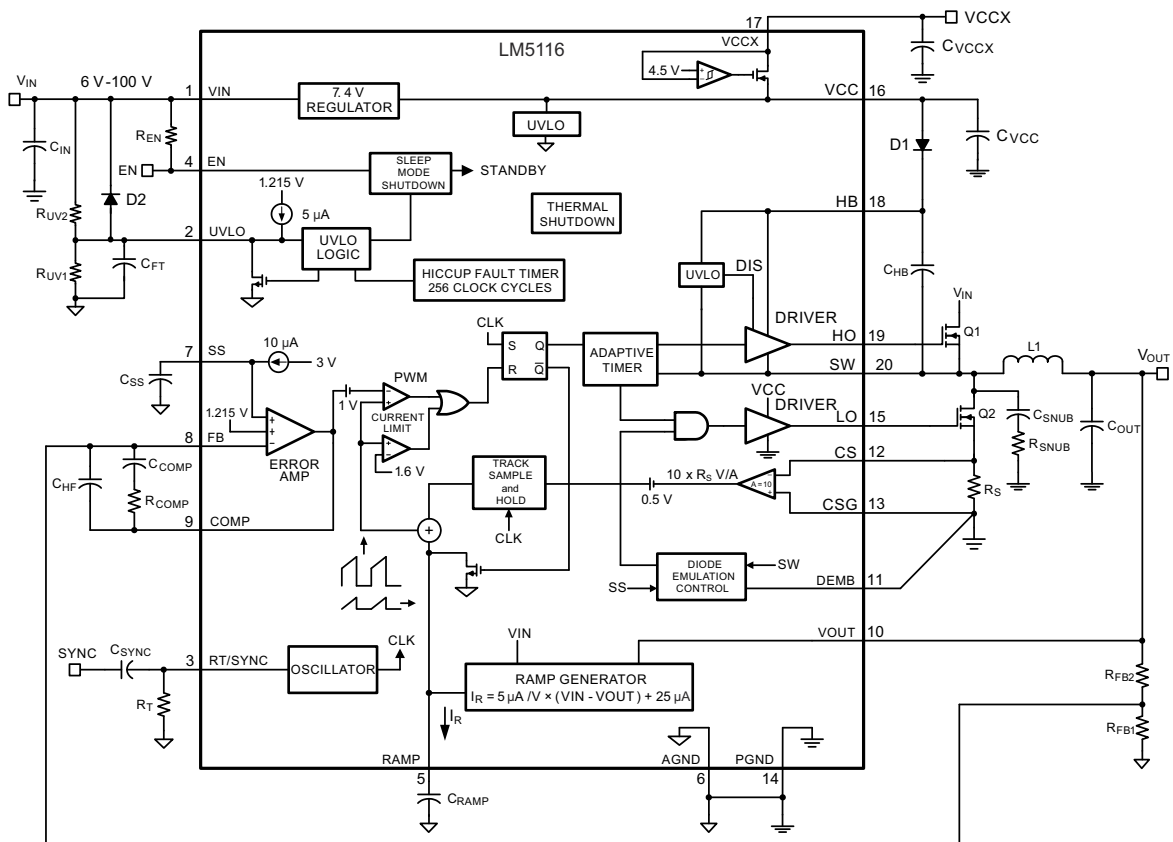 17
VCCX
LM5116
VCCX
CVCCX
4.5 V
VIN
6 V-100 V
1
VIN
7.4 V
REGULATOR
VCC
16
UVLO
CIN
REN
D1
CVCC
EN
4
EN
SLEEP
MODE
SHUTDOWN
STANDBY
1.215 V
5 µA
THERMAL
SHUTDOWN
HB
18
RUV2
D2
2
UVLO
UVLO
LOGIC
RUV1
CFT
HICCUP FAULT TIMER
256 CLOCK CYCLES
UVLO
DIS
CHB
VIN
CLK
S
Q
R
Q
ADAPTIVE
TIMER
DRIVER
HO
19
Q1
7
SS
10 µA
3 V
SW
20
L1
VOUT
CSS
PWM
1 V
CURRENT
LIMIT
1.6 V
VCC
DRIVER
LO
15
Q2
CSNUB
RSNUB
COUT
1.215 V
8
FB
ERROR
AMP
CCOMP
CHF
RCOMP
9
COMP
TRACK
SAMPLE
and
HOLD
CLK
0.5 V
10 x RS V/A
A=10
CS
12
RS
CSG
13
DIODE
EMULATION
CONTROL
SW
SS
DEMB
11
VOUT
10
SYNC
CSYNC
3
RT/SYNC
OSCILLATOR
CLK
RT
VIN
RAMP GENERATOR
IR = 5 µA /V × (VIN - VOUT) + 25 µA
IR
RFB2
RFB1
RAMP
5
CRAMP
AGND
6
PGND
14